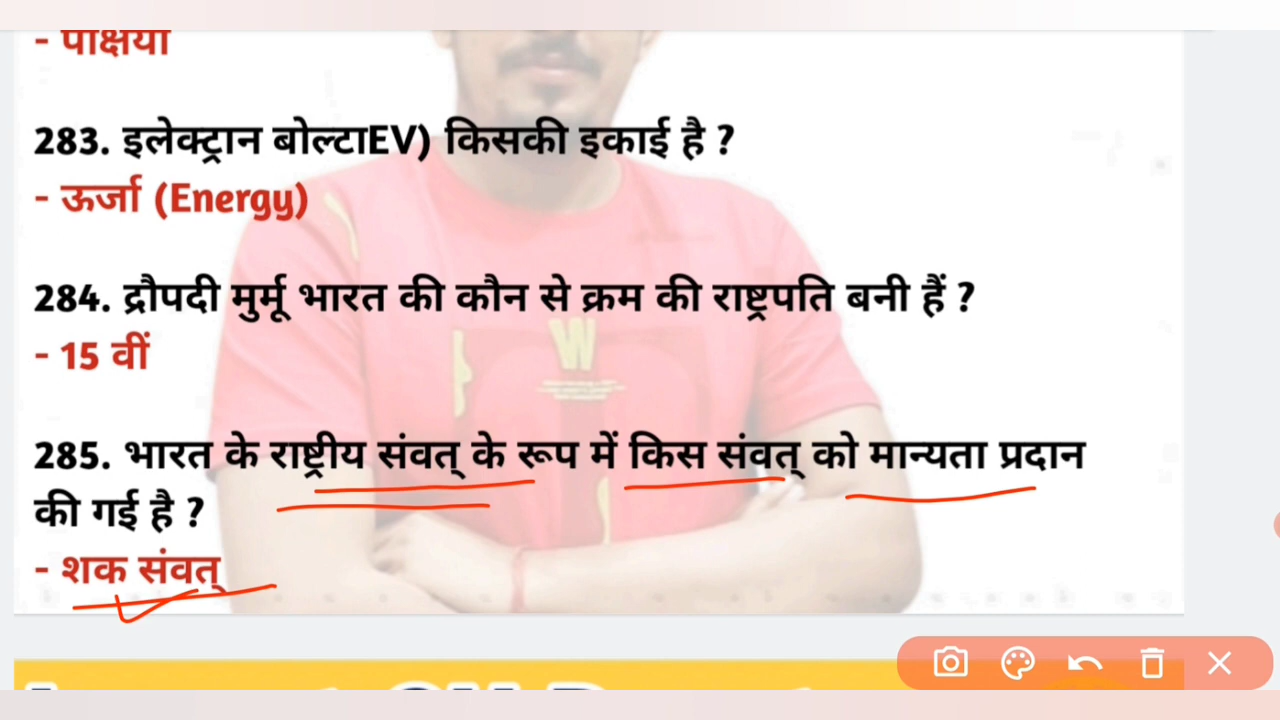 - पक्षियों
283. इलेक्ट्रान बोल्टाEV) किसकी इकाई है ?
- ऊर्जा (Energy)
284. द्रौपदी मुर्मू भारत की कौन से क्रम की राष्ट्रपति बनी हैं ?
- 15 वीं
W
285. भारत के राष्ट्रीय संवत् के रूप में किस संवत् को मान्यता प्रदान
की गई है ?
- शक संवत्